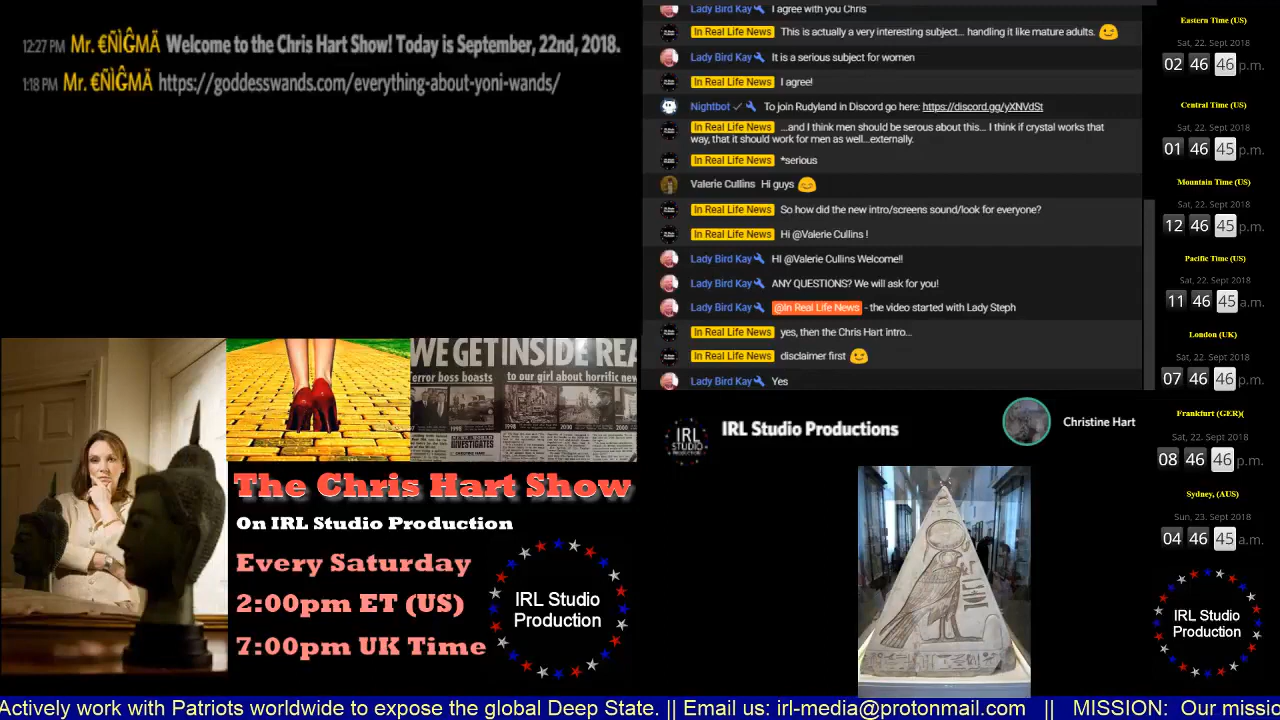 12:27 PM Mr. €ÑÌĜMÄ Welcome to the Chris Hart Show! Today is September, 22nd, 2018.
1:18 PM Mr. €ÑÌĜMÄ https://goddesswands.com/everything-about-yoni-wands/
Lady Bird Kay I agree with you Chris
In Real Life News This is actually a very interesting subject... handling it like mature adults.
Lady Bird Kay It is a serious subject for women
In Real Life News I agree!
Nightbot To join Rudyland in Discord go here: https://discord.gg/yXNVdSt
In Real Life News ...and I think men should be serous about this... I think if crystal works that
way, that it should work for men as well...externally.
In Real Life News *serious
Valerie Cullins Hi guys
In Real Life News So how did the new intro/screens sound/look for everyone?
In Real Life News Hi @Valerie Cullins !
Lady Bird Kay HI @Valerie Cullins Welcome!!
Lady Bird Kay ANY QUESTIONS? We will ask for you!
Lady Bird Kay @In Real Life News - the video started with Lady Steph
In Real Life News yes, then the Chris Hart intro...
In Real Life News disclaimer first
Lady Bird Kay Yes
Eastern Time (US)
Sat, 22. Sept 2018
02 46 46 p.m.
Central Time (US)
Sat, 22. Sept 2018
01 46 45 p.m.
Mountain Time (US)
Sat, 22. Sept 2018
12 46 45 p.m.
Pacific Time (US)
Sat, 22. Sept 2018
11 46 45 a.m.
London (UK)
Sat, 22. Sept 2018
07 46 46 p.m.
Frankfurt (GER)(
Sat, 22. Sept 2018
08 46 46 p.m.
Sydney, (AUS)
Sun, 23. Sept 2018
04 46 45 a.m.
WE GET INSIDE REA
error boss boasts
to our girl about horrific new
1998
2000
The Chris Hart Show
On IRL Studio Production
Every Saturday
2:00pm ET (US)
7:00pm UK Time
IRL Studio
Production
IRL
STUDIO
IRL Studio Productions
Christine Hart
IRL Studio
Production
Actively work with Patriots worldwide to expose the global Deep State. || Email us: irl-media@protonmail.com || MISSION: Our missio